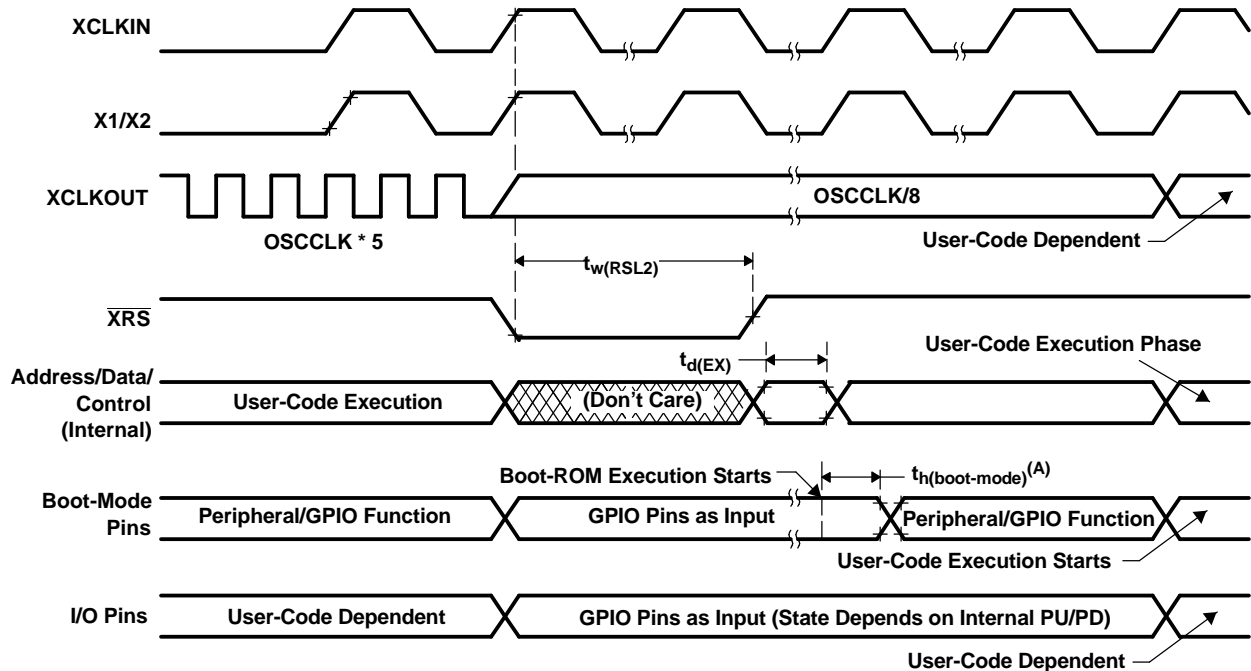 XCLKIN
X1/X2
XCLKOUT
OSCCLK/8
OSCCLK * 5
User-Code Dependent
tw(RSL2)
XRS
User-Code Execution Phase
td(EX)
Address/Data/
Control
(Internal)
User-Code Execution
(Don't Care)
Boot-ROM Execution Starts
th(boot-mode)(A)
Boot-Mode
Pins
Peripheral/GPIO Function
GPIO Pins as Input
Peripheral/GPIO Function
User-Code Execution Starts
I/O Pins
User-Code Dependent
GPIO Pins as Input (State Depends on Internal PU/PD)
User-Code Dependent